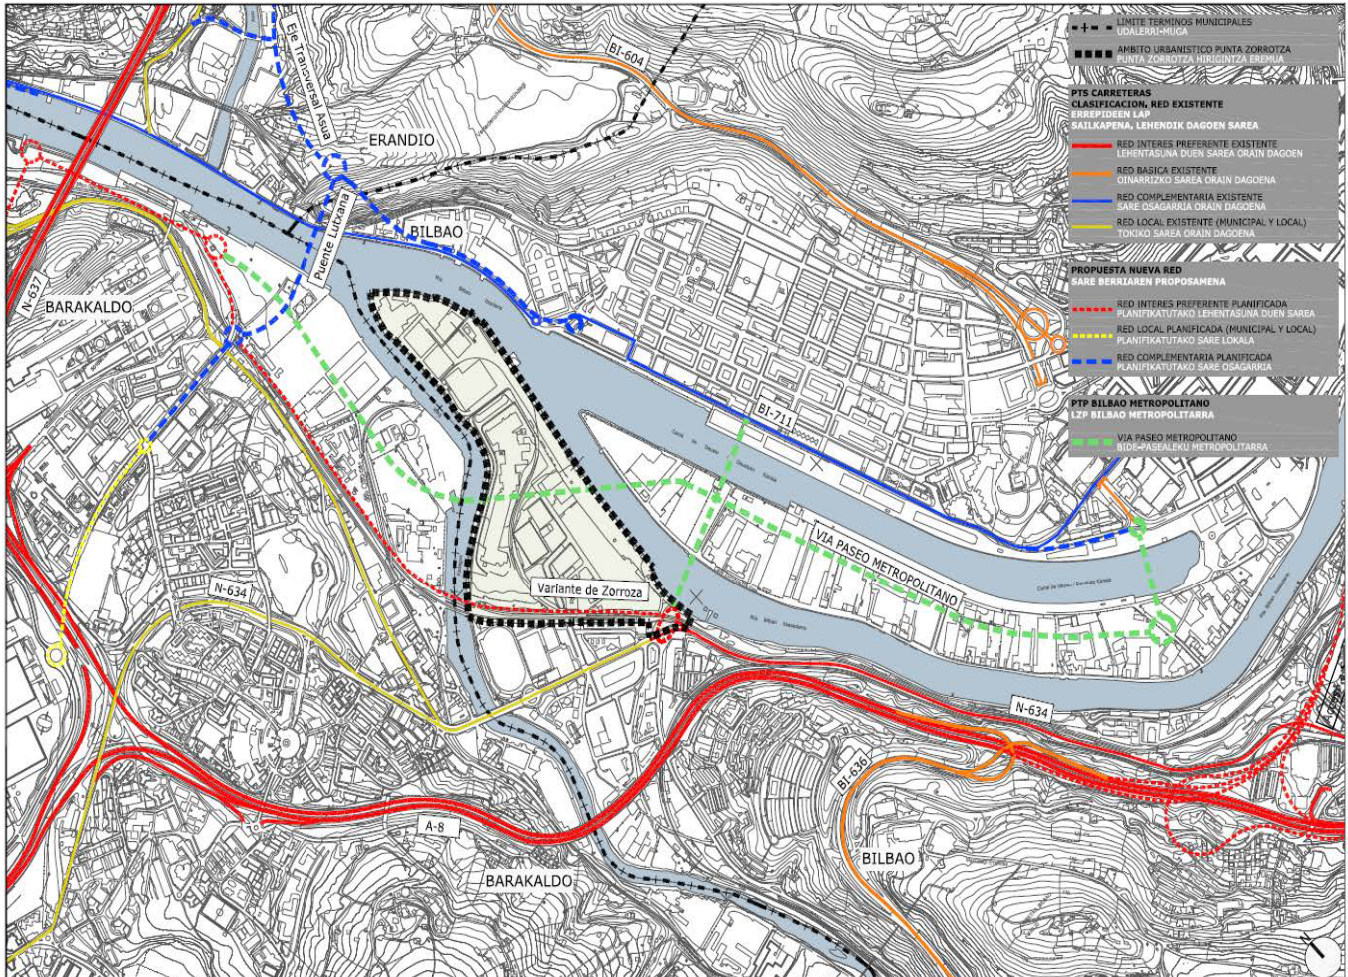 LIMITE TERMINOS MUNICIPALES
UDALERRI-MUGA
AMBITO URBANISTICO PUNTA ZORROTZA
PUNTA ZORROTZA HIRIGINTZA EREMUA
PTS CARRETERAS
CLASIFICACION, RED EXISTENTE
ERREPIDEEN LAP
SAILKAPENA, LEHENDIK DAGOEN SAREA
RED INTERES PREFERENTE EXISTENTE
LEHENTASUNA DUEN SAREA ORAIN DAGOEN
RED BASICA EXISTENTE
OINARRIZKO SAREA ORAIN DAGOENA
RED COMPLEMENTARIA EXISTENTE
SARE OSAGARRIA ORAIN DAGOENA
RED LOCAL EXISTENTE (MUNICIPAL Y LOCAL)
TOKIKO SAREA ORAIN DAGOENA
PROPUESTA NUEVA RED
SARE BERRIAREN PROPOSAMENA
RED INTERES PREFERENTE PLANIFICADA
PLANIFIKATUTAKO LEHENTASUNA DUEN SAREA
RED LOCAL PLANIFICADA (MUNICIPAL Y LOCAL)
PLANIFIKATUTAKO SARE LOKALA
RED COMPLEMENTARIA PLANIFICADA
PLANIFIKATUTAKO SARE OSAGARRIA
PTP BILBAO METROPOLITANO
LZP BILBAO METROPOLITARRA
VIA PASEO METROPOLITANO
BIDE-PASEALEKU METROPOLITARRA
Eje Transversal Asua
BI-604
ERANDIO
Puente Lutxana
BILBAO
N-637
BARAKALDO
BI-711
VIA PASEO METROPOLITANO
Variante de Zorroza
N-634
N-634
A-8
BI-636
BILBAO
BARAKALDO
N